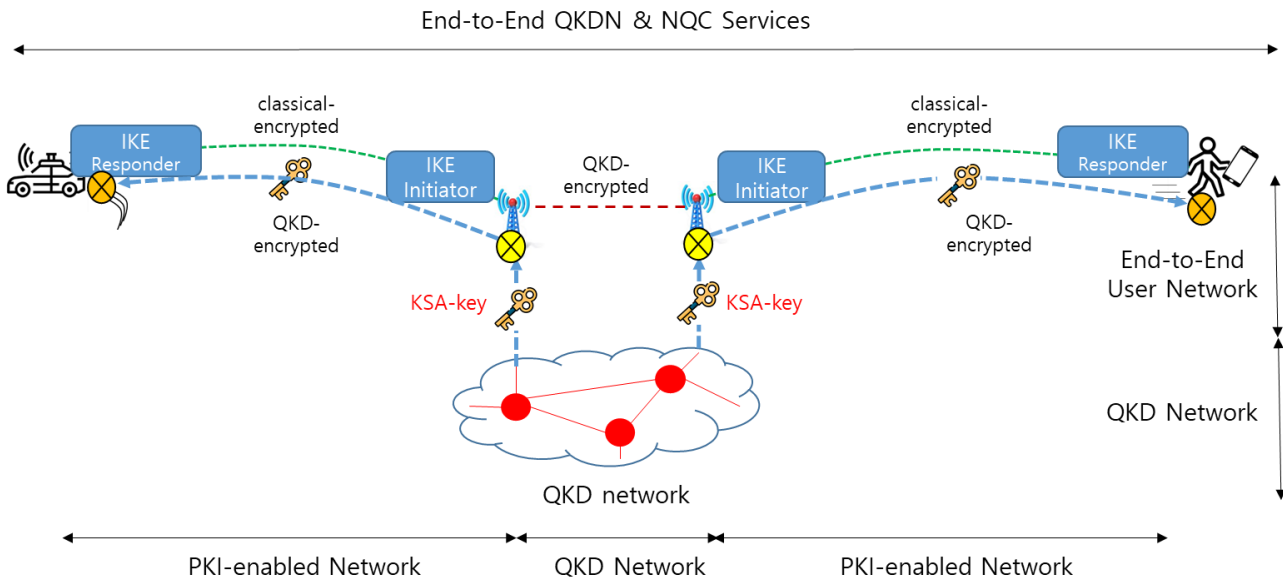 End-to-End QKDN & NQC Services
classical-
encrypted
classical-
encrypted
IKE
Responder
IKE
Initiator
QKD-
encrypted
IKE
Initiator
IKE
Responder
QKD-
encrypted
QKD-
encrypted
End-to-End
User Network
KSA-key
KSA-key
QKD Network
QKD network
PKI-enabled Network
QKD Network
PKI-enabled Network